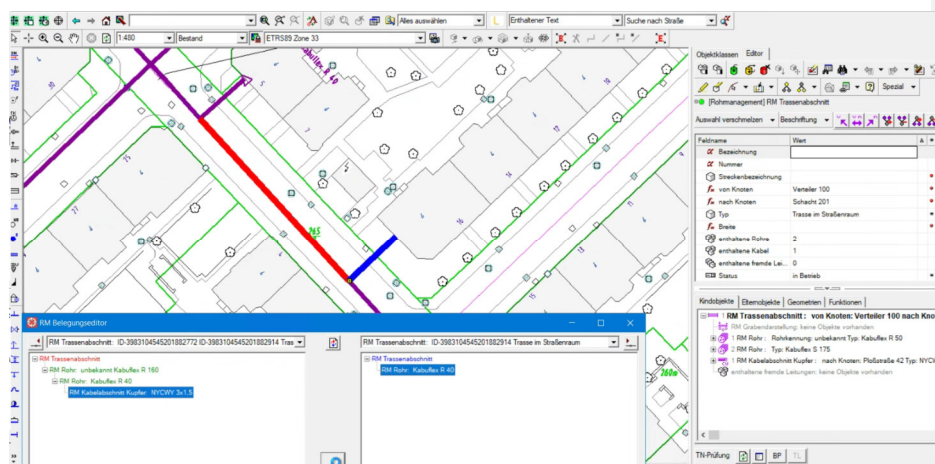 Alles auswählen
Enthaltener Text
Suche nach Straße
1:480
Bestand
ETRS89 Zone 33
Objektklassen Editor
Spezial
[Rohrmanagement] RM Trassenabschnitt
Auswahl verschmelzen
Beschriftung
Feldname Wert A
Bezeichnung
Nummer
Streckenbezeichnung
von Knoten Verteiler 100
nach Knoten Schacht 201
Typ Trasse im Straßenraum
Breite
enthaltene Rohre 2
enthaltene Kabel 1
enthaltene fremde Lei... 0
Status in Betrieb
Kindobjekte Elternobjekte Geometrien Funktionen
1 RM Trassenabschnitt : von Knoten: Verteiler 100 nach Kno
RM Grabendarstellung: keine Objekte vorhanden
1 RM Rohr : Rohrkennung: unbekannt Typ: Kabuflex R 50
2 RM Rohr : Typ: Kabuflex S 175
1 RM Kabelabschnitt Kupfer : nach Knoten: Ploßstraße 42 Typ: NYCW
enthaltene fremde Leitungen: keine Objekte vorhanden
TN-Prüfung BP TL
265
260n
RM Belegungseditor
RM Trassenabschnitt: ID-3983104545201882772 ID-3983104545201882914 Tras
RM Trassenabschnitt
RM Rohr: unbekannt Kabuflex R 160
RM Rohr: Kabuflex R 40
RM Kabelabschnitt Kupfer: NYCWY 3x1,5
RM Trassenabschnitt: ID-3983104545201882914 Trasse im Straßenraum
RM Trassenabschnitt
RM Rohr: Kabuflex R 40